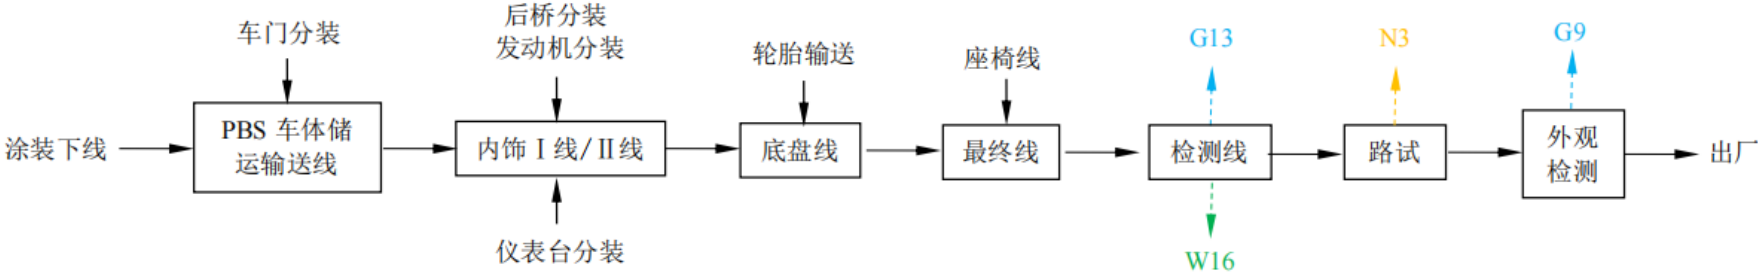 涂装下线
车门分装
PBS 车体储
运输送线
后桥分装
发动机分装
内饰Ⅰ线/Ⅱ线
仪表台分装
轮胎输送
底盘线
座椅线
最终线
G13
检测线
W16
N3
路试
G9
外观
检测
出厂